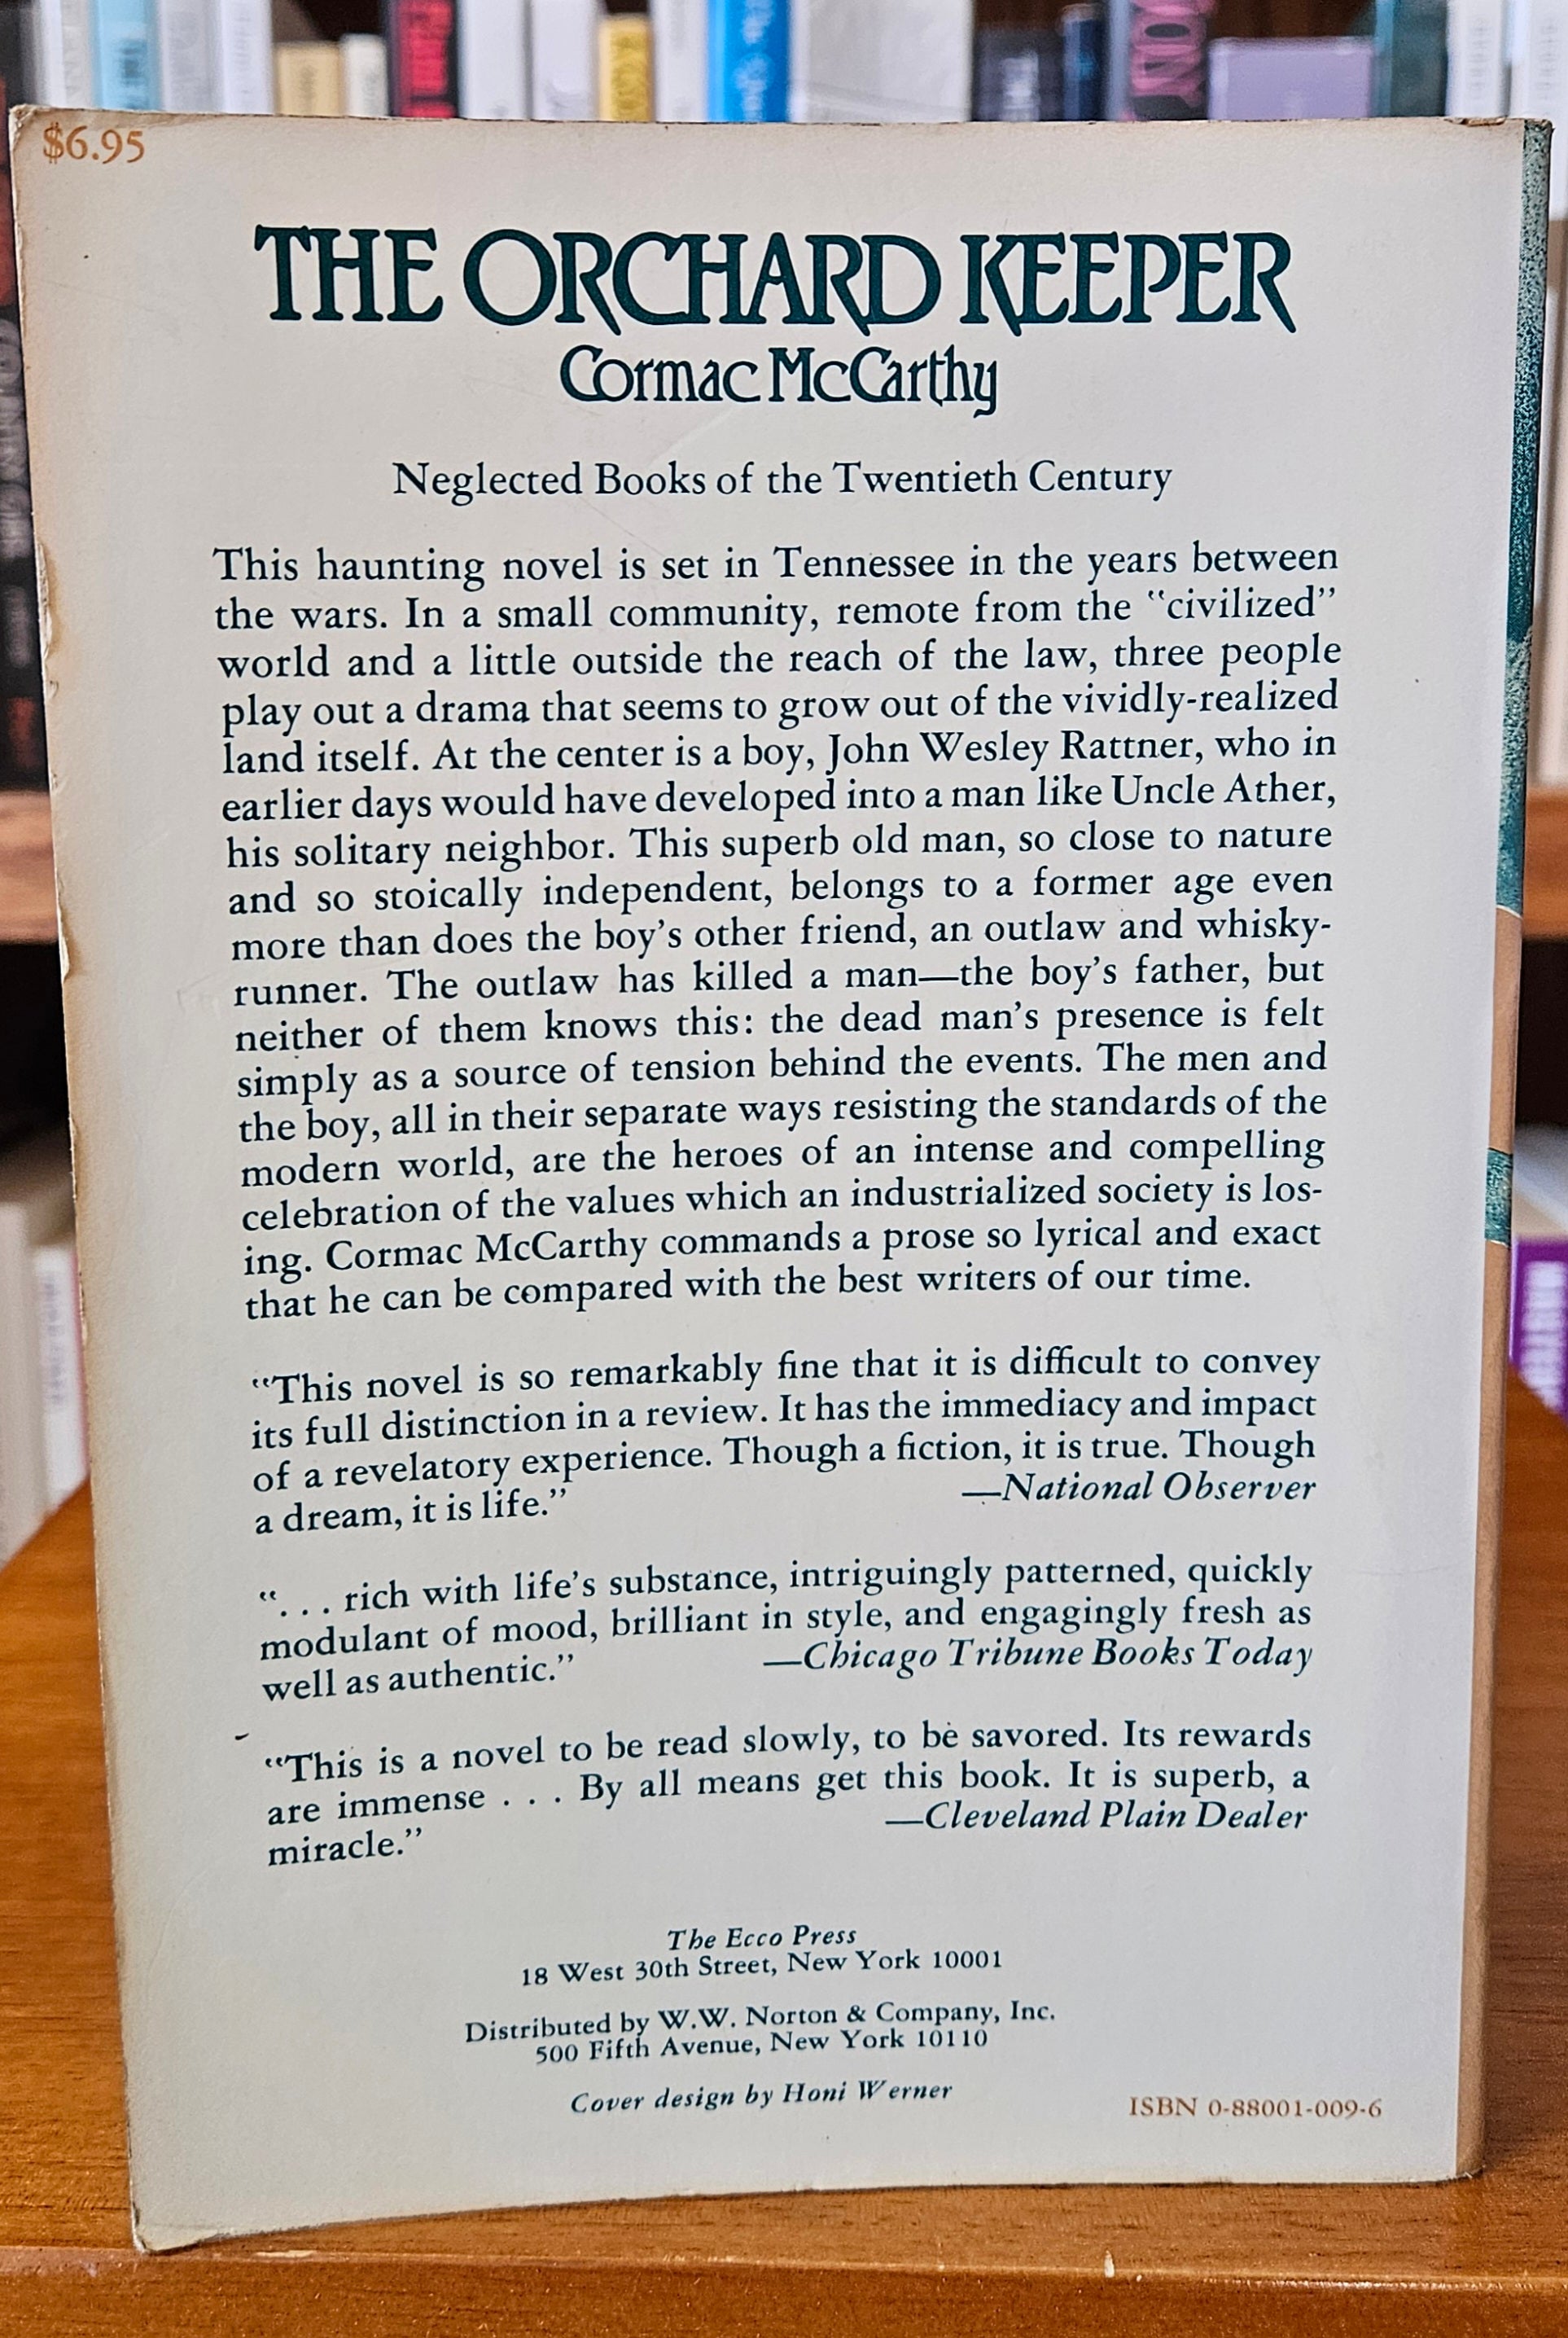 $6.95
THE ORCHARD KEEPER
Cormac McCarthy
Neglected Books of the Twentieth Century
This haunting novel is set in Tennessee in the years between
the wars. In a small community, remote from the “civilized”
world and a little outside the reach of the law, three people
play out a drama that seems to grow out of the vividly-realized
land itself. At the center is a boy, John Wesley Rattner, who in
earlier days would have developed into a man like Uncle Ather,
his solitary neighbor. This superb old man, so close to nature
and so stoically independent, belongs to a former age even
more than does the boy’s other friend, an outlaw and whisky-
runner. The outlaw has killed a man—the boy’s father, but
neither of them knows this: the dead man’s presence is felt
simply as a source of tension behind the events. The men and
the boy, all in their separate ways resisting the standards of the
modern world, are the heroes of an intense and compelling
celebration of the values which an industrialized society is los-
ing. Cormac McCarthy commands a prose so lyrical and exact
that he can be compared with the best writers of our time.
“This novel is so remarkably fine that it is difficult to convey
its full distinction in a review. It has the immediacy and impact
of a revelatory experience. Though a fiction, it is true. Though
a dream, it is life.” —National Observer
“. . . rich with life’s substance, intriguingly patterned, quickly
modulant of mood, brilliant in style, and engagingly fresh as
well as authentic.” —Chicago Tribune Books Today
“This is a novel to be read slowly, to be savored. Its rewards
are immense . . . By all means get this book. It is superb, a
miracle.” —Cleveland Plain Dealer
The Ecco Press
18 West 30th Street, New York 10001
Distributed by W.W. Norton & Company, Inc.
500 Fifth Avenue, New York 10110
Cover design by Honi Werner
ISBN 0-88001-009-6